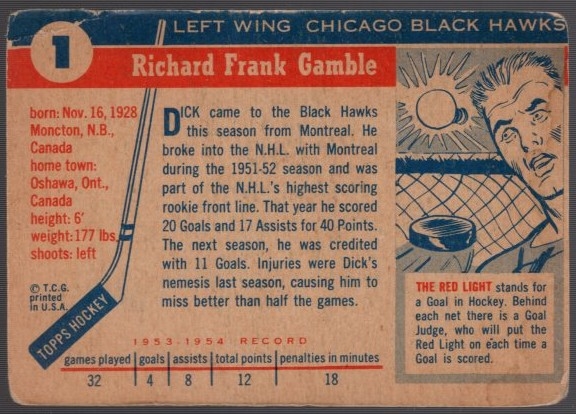 1
LEFT WING CHICAGO BLACK HAWKS
Richard Frank Gamble
born: Nov. 16, 1928
Moncton, N.B.,
Canada
home town:
Oshawa, Ont.,
Canada
height: 6'
weight: 177 lbs.
shoots: left
© T.C.G.
printed
in U.S.A.
TOPPS HOCKEY
DICK came to the Black Hawks
this season from Montreal. He
broke into the N.H.L. with Montreal
during the 1951-52 season and was
part of the N.H.L.'s highest scoring
rookie front line. That year he scored
20 Goals and 17 Assists for 40 Points.
The next season, he was credited
with 11 Goals. Injuries were Dick's
nemesis last season, causing him to
miss better than half the games.
1953-1954 RECORD
games played goals assists total points penalties in minutes
32 4 8 12 18
THE RED LIGHT stands for
a Goal in Hockey. Behind
each net there is a Goal
Judge, who will put the
Red Light on each time a
Goal is scored.